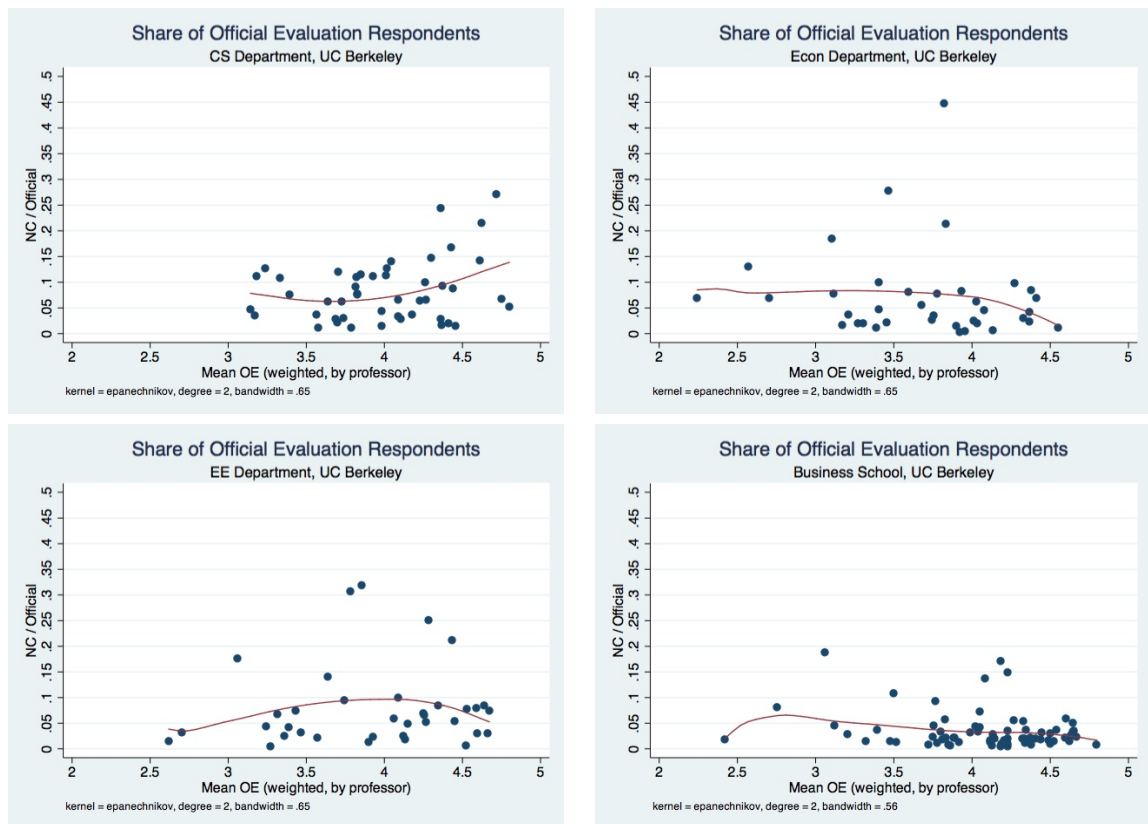 Share of Official Evaluation Respondents
CS Department, UC Berkeley
NC / Official
.5
.45
.4
.35
.3
.25
.2
.15
.1
.05
0
2 2.5 3 3.5 4 4.5 5
Mean OE (weighted, by professor)
kernel = epanechnikov, degree = 2, bandwidth = .65
Share of Official Evaluation Respondents
Econ Department, UC Berkeley
NC / Official
.5
.45
.4
.35
.3
.25
.2
.15
.1
.05
0
2 2.5 3 3.5 4 4.5 5
Mean OE (weighted, by professor)
kernel = epanechnikov, degree = 2, bandwidth = .65
Share of Official Evaluation Respondents
EE Department, UC Berkeley
NC / Official
.5
.45
.4
.35
.3
.25
.2
.15
.1
.05
0
2 2.5 3 3.5 4 4.5 5
Mean OE (weighted, by professor)
kernel = epanechnikov, degree = 2, bandwidth = .65
Share of Official Evaluation Respondents
Business School, UC Berkeley
NC / Official
.5
.45
.4
.35
.3
.25
.2
.15
.1
.05
0
2 2.5 3 3.5 4 4.5 5
Mean OE (weighted, by professor)
kernel = epanechnikov, degree = 2, bandwidth = .56